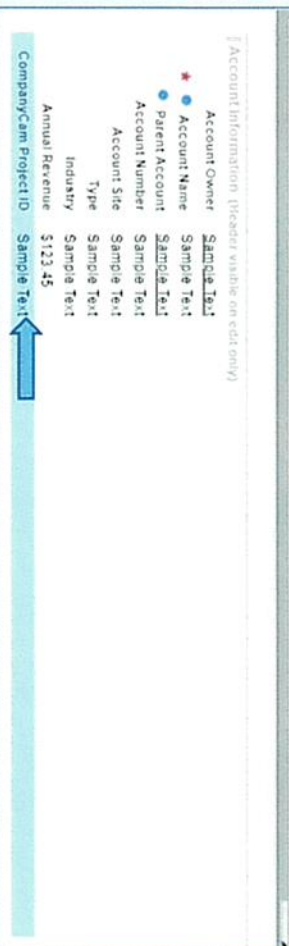 Account Information (Header visible on edit only)
Account Owner Sample Text
Account Name Sample Text
Parent Account Sample Text
Account Number Sample Text
Account Site Sample Text
Type Sample Text
Industry Sample Text
Annual Revenue $123.45
CompanyCam Project ID Sample Text